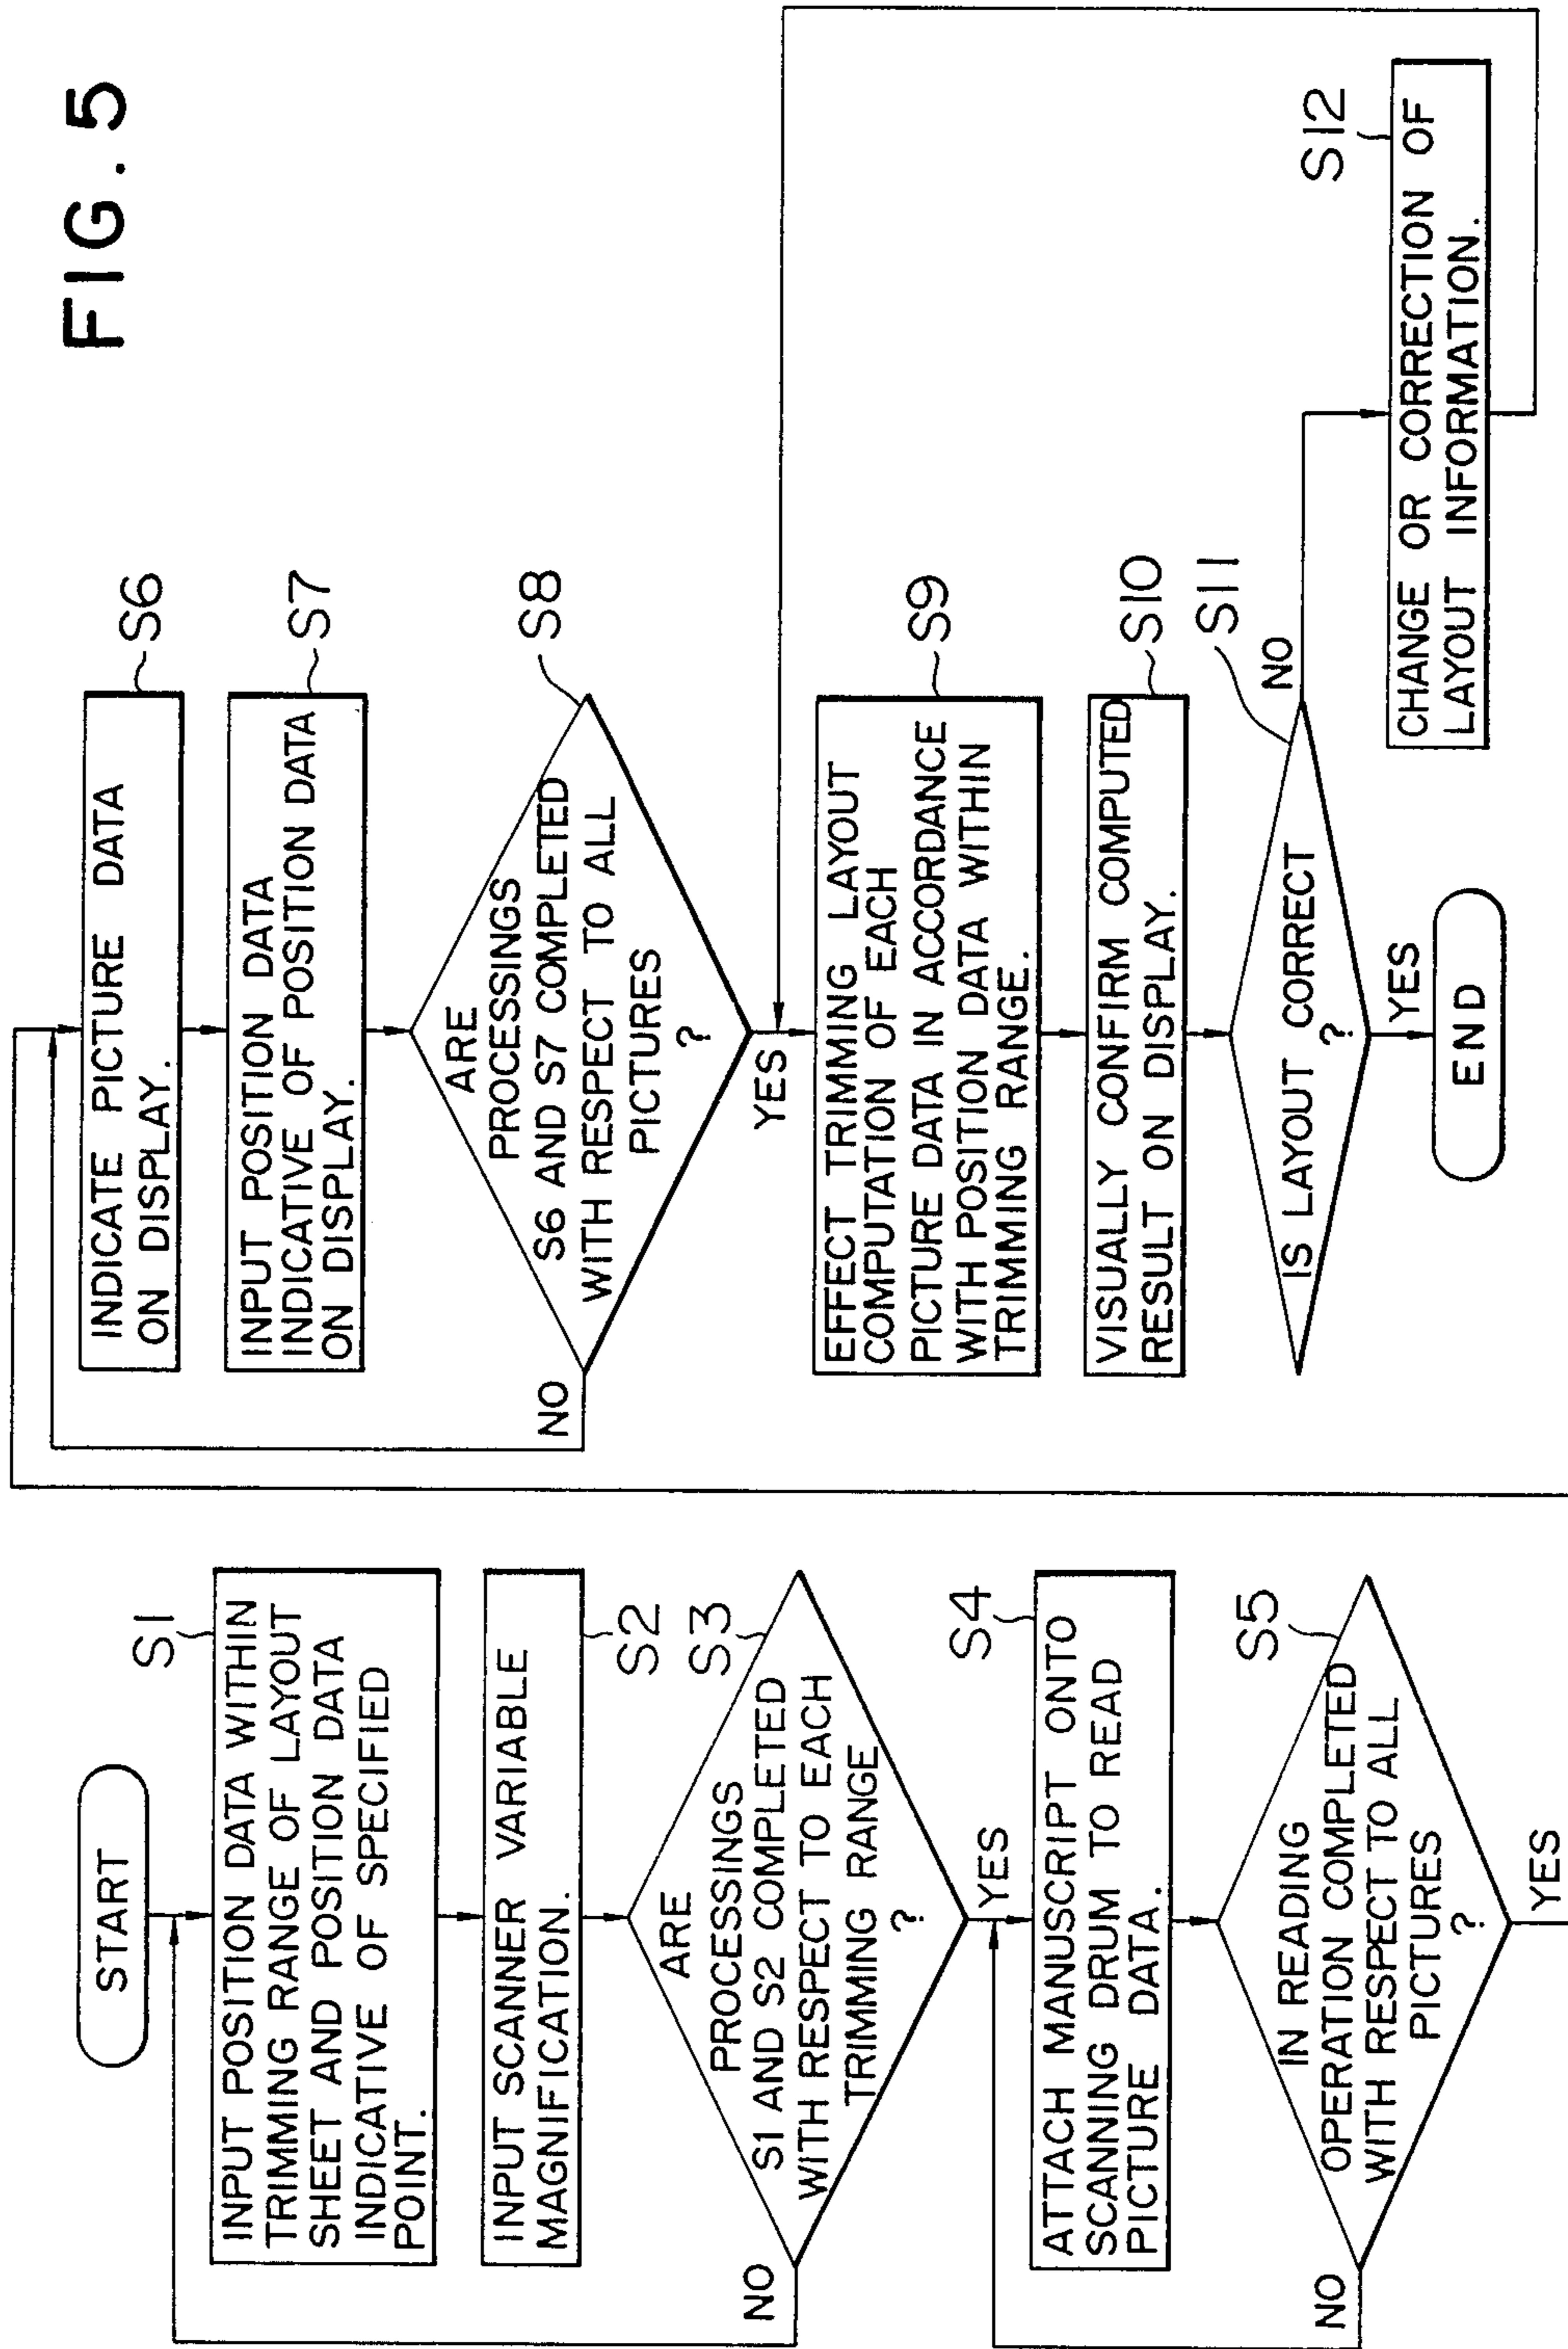 FIG. 5
START
S1
INPUT POSITION DATA WITHIN
TRIMMING RANGE OF LAYOUT
SHEET AND POSITION DATA
INDICATIVE OF SPECIFIED
POINT.
INPUT SCANNER VARIABLE
MAGNIFICATION.
S2
S3
ARE
PROCESSINGS
S1 AND S2 COMPLETED
WITH RESPECT TO EACH
TRIMMING RANGE
?
NO
YES
S4
ATTACH MANUSCRIPT ONTO
SCANNING DRUM TO READ
PICTURE DATA.
S5
IN READING
OPERATION COMPLETED
WITH RESPECT TO ALL
PICTURES
?
NO
YES
INDICATE PICTURE DATA
ON DISPLAY.
S6
INPUT POSITION DATA
INDICATIVE OF POSITION DATA
ON DISPLAY.
S7
ARE
PROCESSINGS
S6 AND S7 COMPLETED
WITH RESPECT TO ALL
PICTURES
?
S8
NO
YES
EFFECT TRIMMING LAYOUT
COMPUTATION OF EACH
PICTURE DATA IN ACCORDANCE
WITH POSITION DATA WITHIN
TRIMMING RANGE.
S9
VISUALLY CONFIRM COMPUTED
RESULT ON DISPLAY.
S10
S11
IS LAYOUT CORRECT
?
NO
YES
END
S12
CHANGE OR CORRECTION OF
LAYOUT INFORMATION.